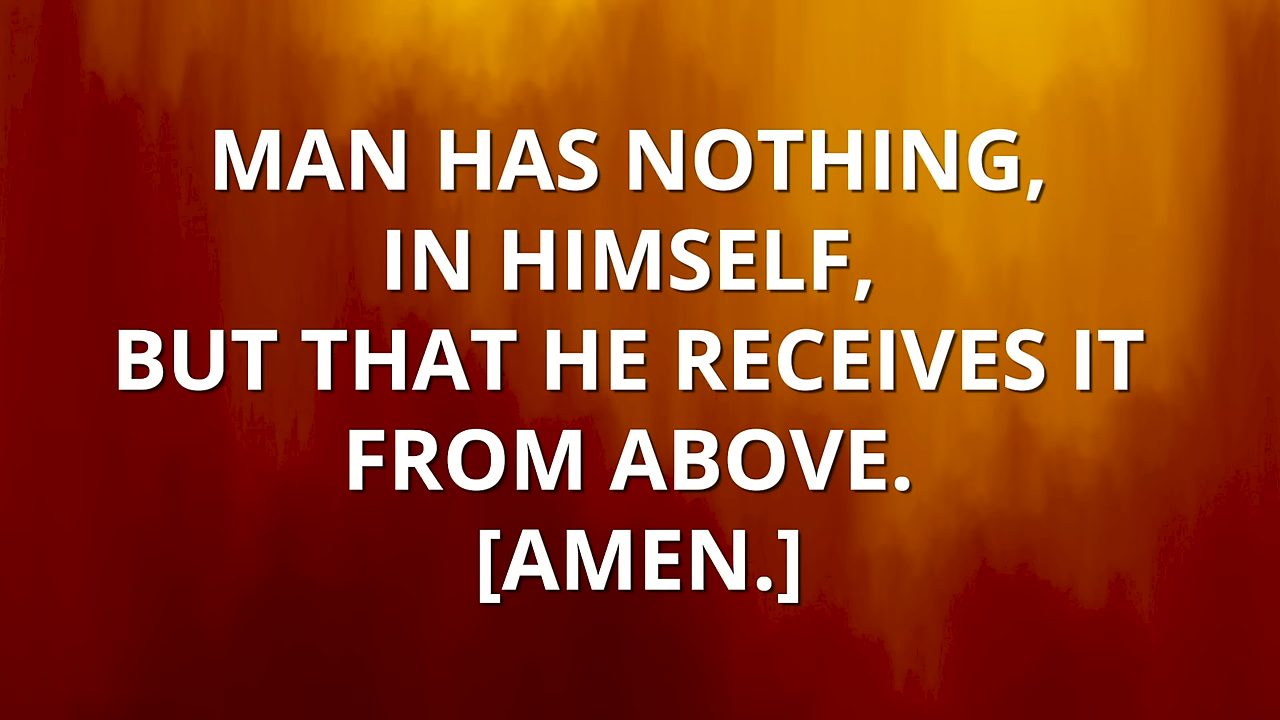 MAN HAS NOTHING,
IN HIMSELF,
BUT THAT HE RECEIVES IT
FROM ABOVE.
[AMEN.]